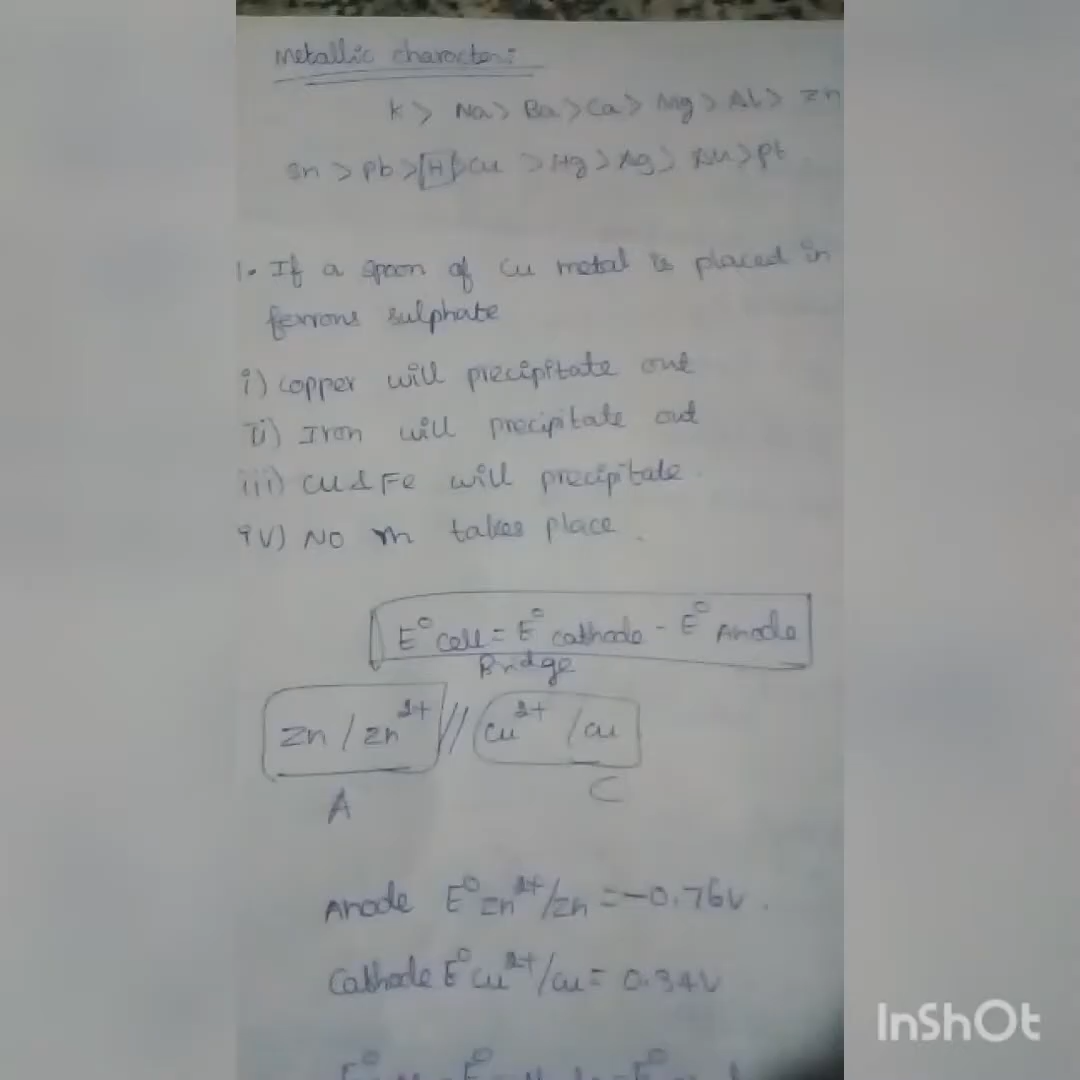 Metallic character:
K > Na > Ba > Ca > Mg > Al > Zn
Sn > Pb > [H] > Cu > Hg > Ag > Au > Pt
1. If a spoon of Cu metal is placed in
ferrous sulphate
i) copper will precipitate out
ii) Iron will precipitate out
iii) Cu & Fe will precipitate.
iv) No rxn takes place.
E° cell = E° cathode - E° Anode
Bridge
Zn / Zn²⁺ // Cu²⁺ / Cu
A C
Anode E° Zn²⁺/Zn = -0.76V.
Cathode E° Cu²⁺/Cu = 0.34V
InShOt